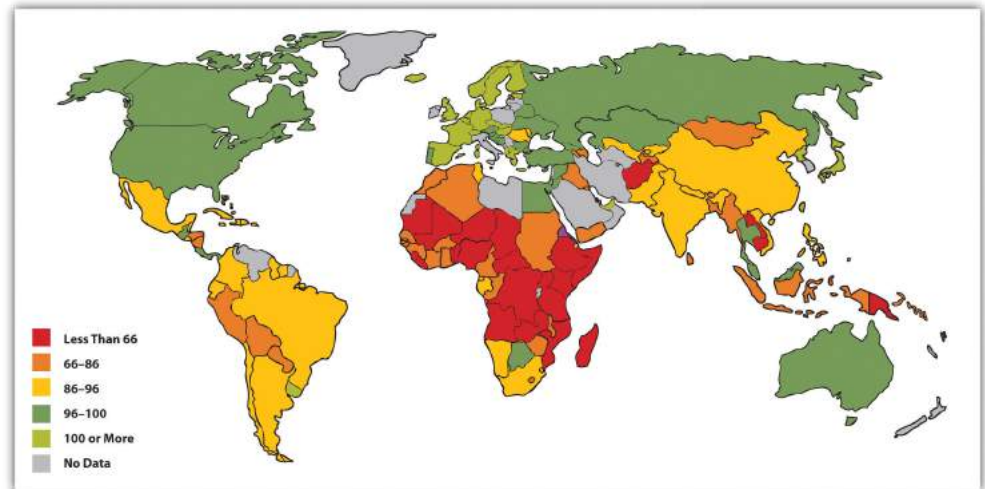 Less Than 66
66–86
86–96
96–100
100 or More
No Data